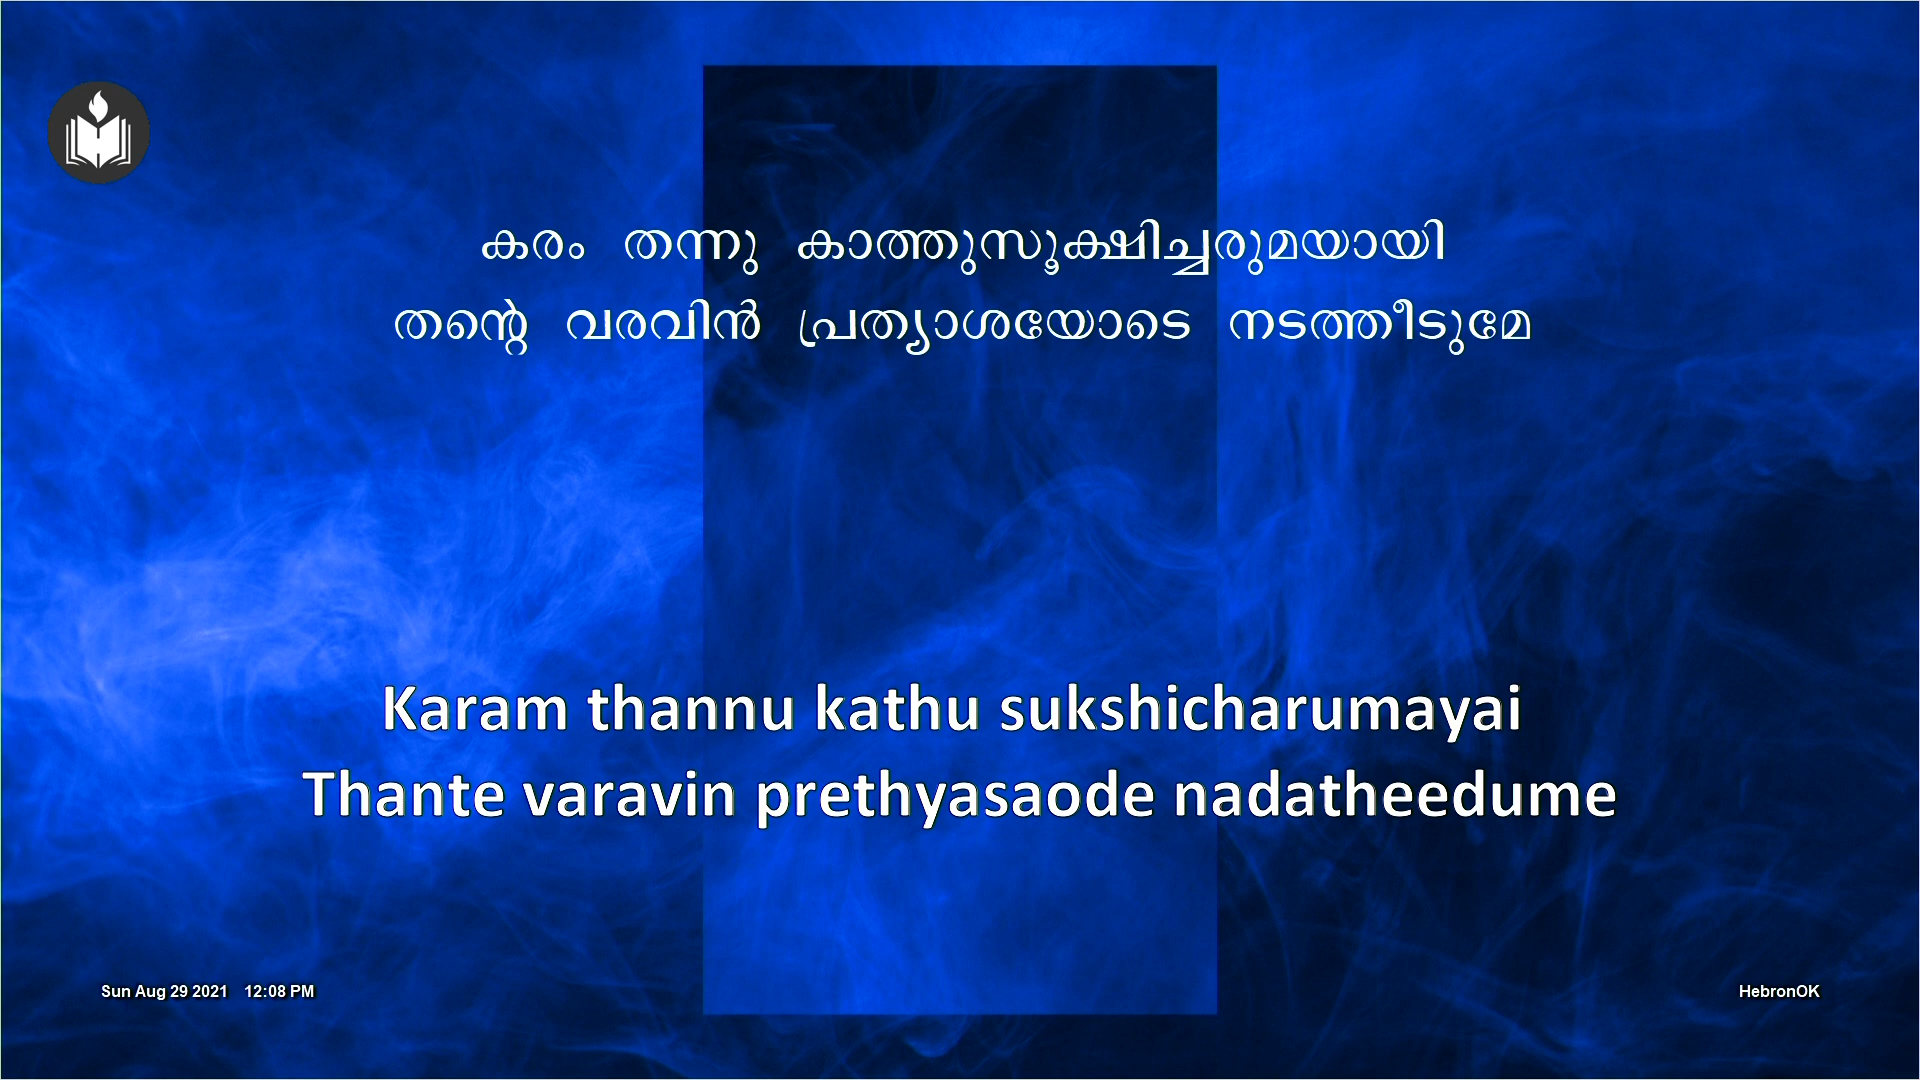 കരം തന്നു കാത്തുസൂക്ഷിച്ചരുമയായി
തന്റെ വരവിൻ പ്രത്യാശയോടെ നടത്തീടുമേ
Karam thannu kathu sukshicharumayai
Thante varavin prethyasaode nadatheedume
Sun Aug 29 2021 12:08 PM
HebronOK